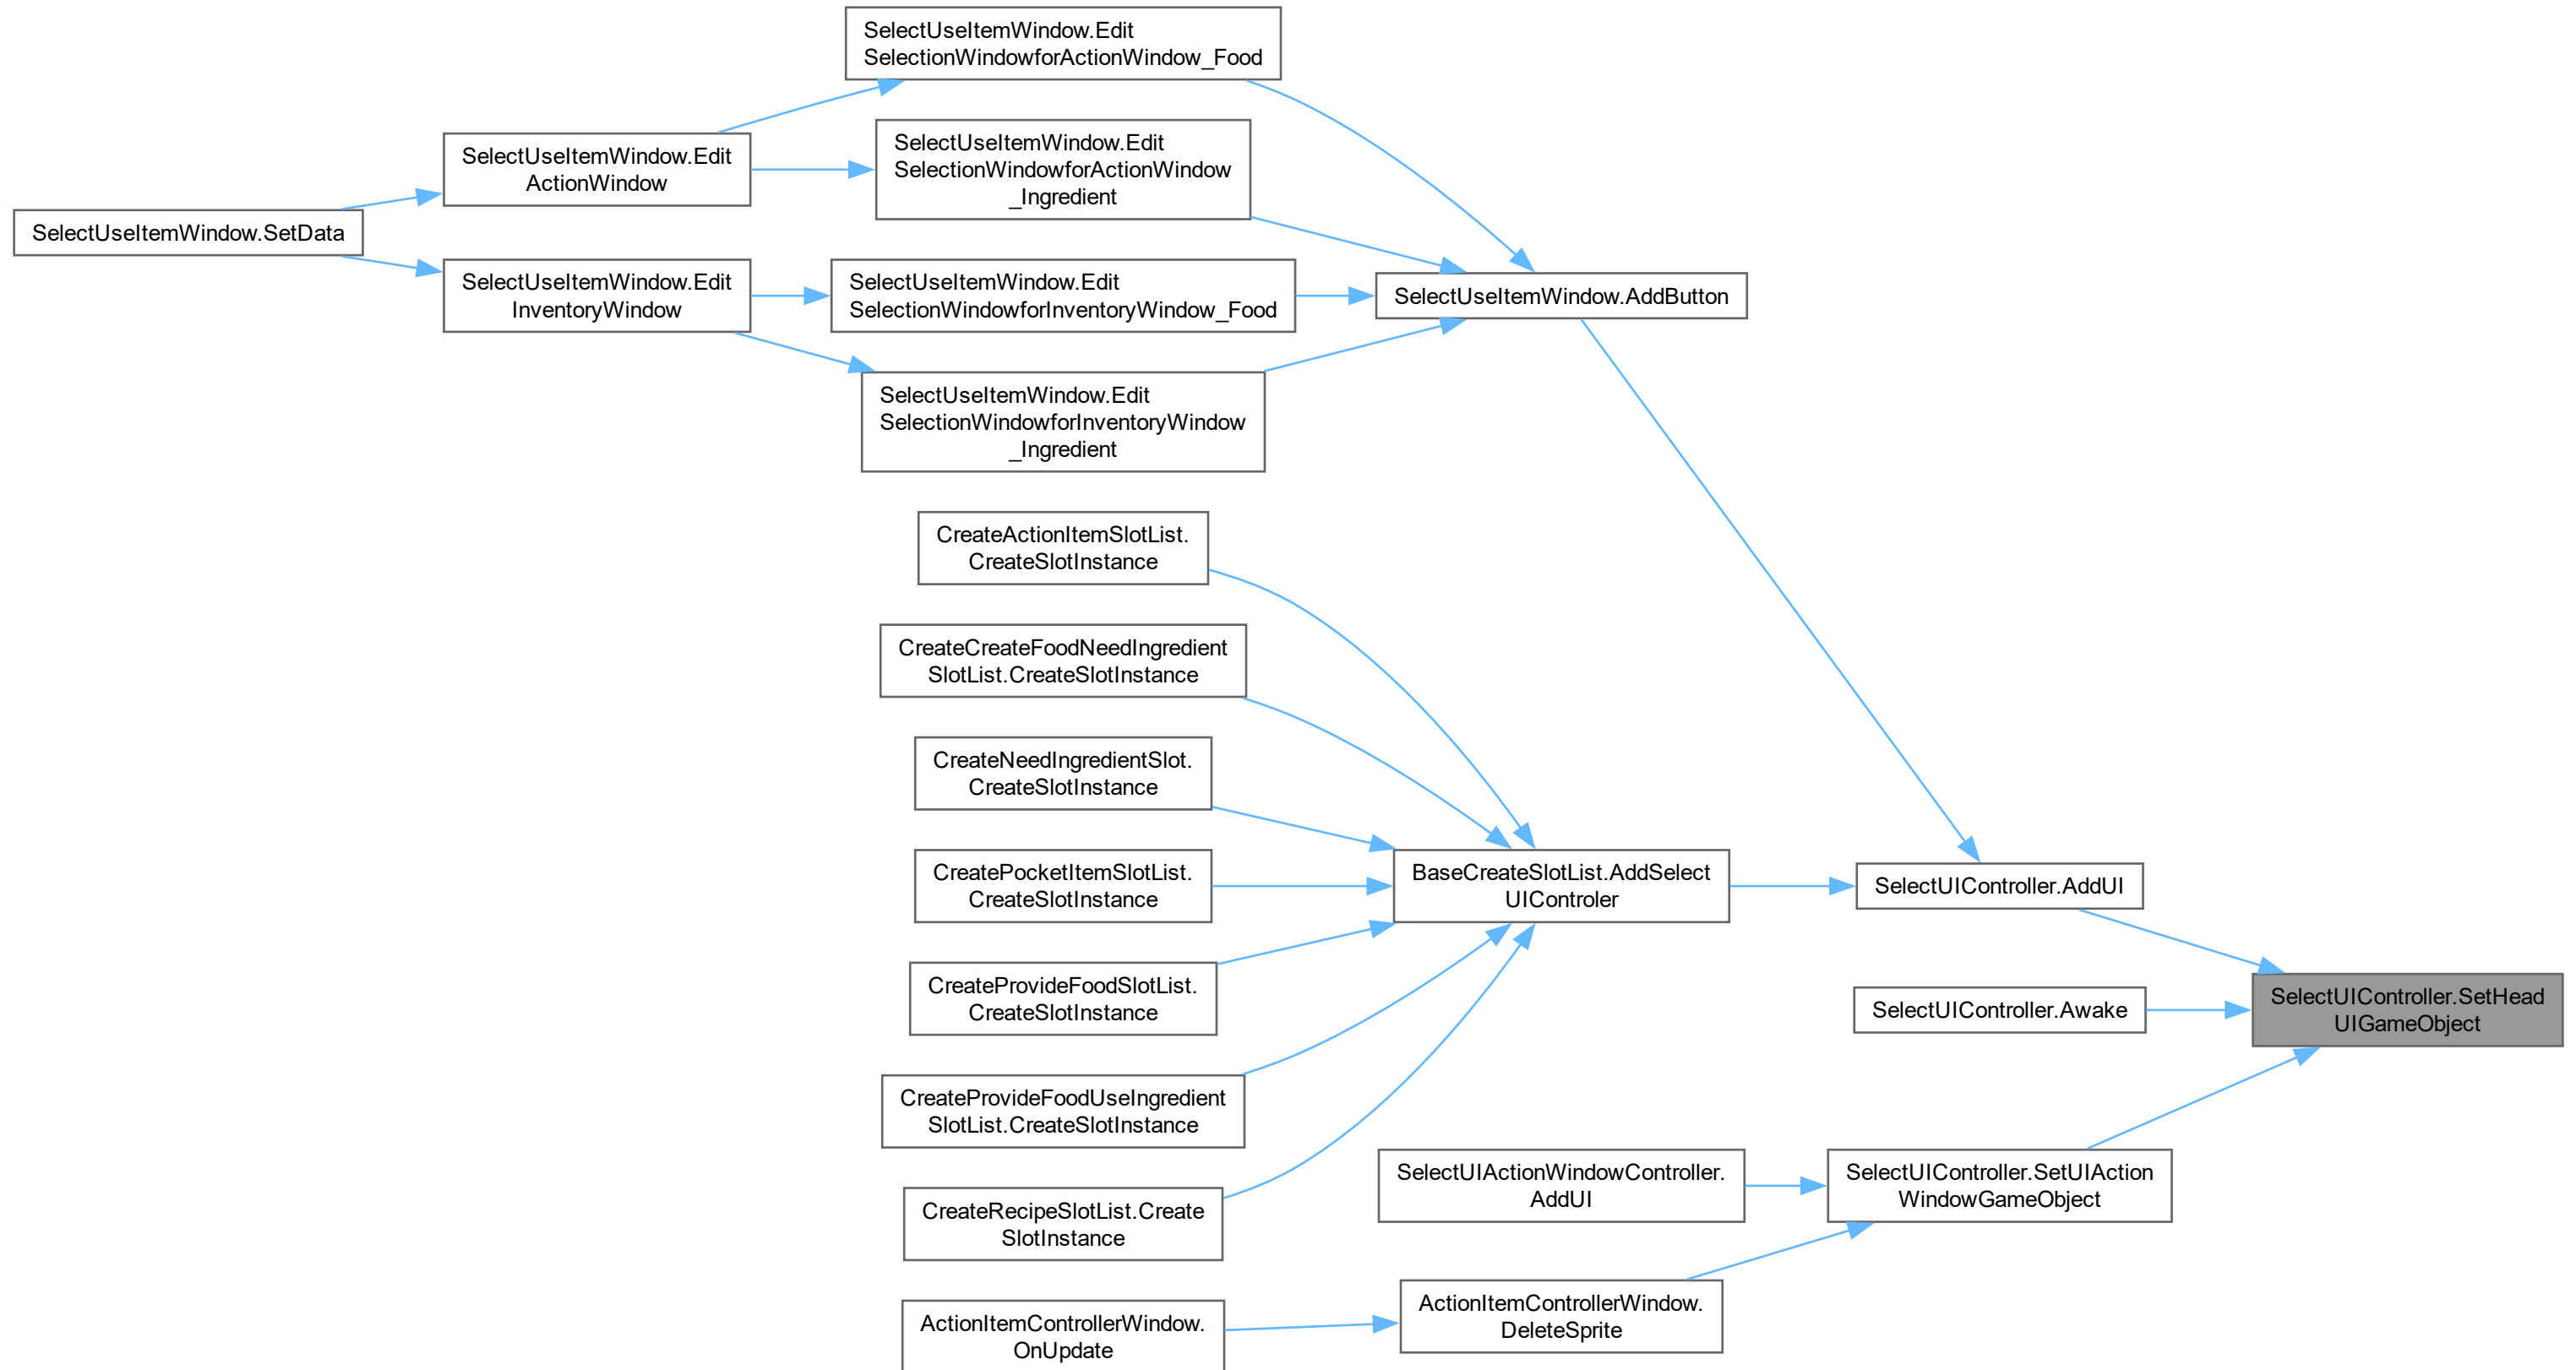 SelectUseItemWindow.Edit
SelectionWindowforActionWindow_Food
SelectUseItemWindow.Edit
ActionWindow
SelectUseItemWindow.Edit
SelectionWindowforActionWindow
_Ingredient
SelectUseItemWindow.SetData
SelectUseItemWindow.Edit
InventoryWindow
SelectUseItemWindow.Edit
SelectionWindowforInventoryWindow_Food
SelectUseItemWindow.AddButton
SelectUseItemWindow.Edit
SelectionWindowforInventoryWindow
_Ingredient
CreateActionItemSlotList.
CreateSlotInstance
CreateCreateFoodNeedIngredient
SlotList.CreateSlotInstance
CreateNeedIngredientSlot.
CreateSlotInstance
CreatePocketItemSlotList.
CreateSlotInstance
BaseCreateSlotList.AddSelect
UIControler
SelectUIController.AddUI
CreateProvideFoodSlotList.
CreateSlotInstance
SelectUIController.Awake
SelectUIController.SetHead
UIGameObject
CreateProvideFoodUseIngredient
SlotList.CreateSlotInstance
SelectUIActionWindowController.
AddUI
SelectUIController.SetUIAction
WindowGameObject
CreateRecipeSlotList.Create
SlotInstance
ActionItemControllerWindow.
DeleteSprite
ActionItemControllerWindow.
OnUpdate